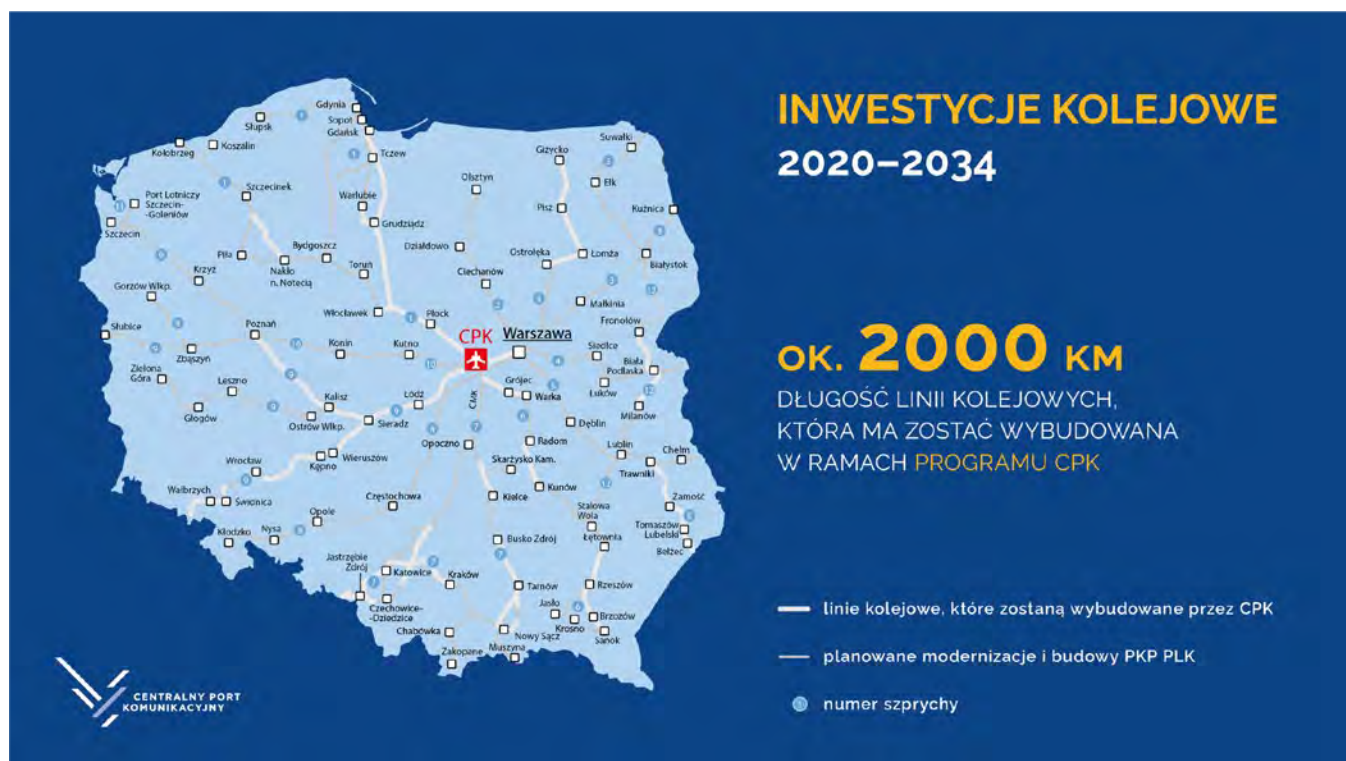 INWESTYCJE KOLEJOWE
2020–2034
OK. 2000 KM
DŁUGOŚĆ LINII KOLEJOWYCH,
KTÓRA MA ZOSTAĆ WYBUDOWANA
W RAMACH PROGRAMU CPK
linie kolejowe, które zostaną wybudowane przez CPK
planowane modernizacje i budowy PKP PLK
numer szprychy
CENTRALNY PORT
KOMUNIKACYJNY
Gdynia
Sopot
Gdańsk
Słupsk
Koszalin
Kołobrzeg
Tczew
Suwałki
Giżycko
Ełk
Olsztyn
Szczecinek
Port Lotniczy
Szczecin-
-Goleniów
Szczecin
Warlubie
Grudziądz
Pisz
Kuźnica
Działdowo
Ostrołęka
Łomża
Białystok
Piła
Bydgoszcz
Nakło
n. Notecią
Toruń
Ciechanów
Krzyż
Gorzów Wlkp.
Małkinia
Włocławek
Płock
Fronołów
Słubice
Poznań
CPK
Warszawa
Zbąszyń
Konin
Kutno
Siedlce
Biała
Podlaska
Zielona
Góra
Leszno
Grójec
Warka
Łuków
Kalisz
Łódź
CMK
Milanów
Głogów
Ostrów Wlkp.
Sieradz
Dęblin
Opoczno
Radom
Lublin
Chełm
Wrocław
Kępno
Wieruszów
Skarżysko Kam.
Trawniki
Wałbrzych
Świdnica
Częstochowa
Kielce
Kunów
Zamość
Opole
Stalowa
Wola
Tomaszów
Lubelski
Kłodzko
Nysa
Busko Zdrój
Łętownia
Bełżec
Jastrzębie
Zdrój
Katowice
Kraków
Tarnów
Rzeszów
Czechowice-
-Dziedzice
Jasło
Brzozów
Chabówka
Nowy Sącz
Krosno
Sanok
Zakopane
Muszyna